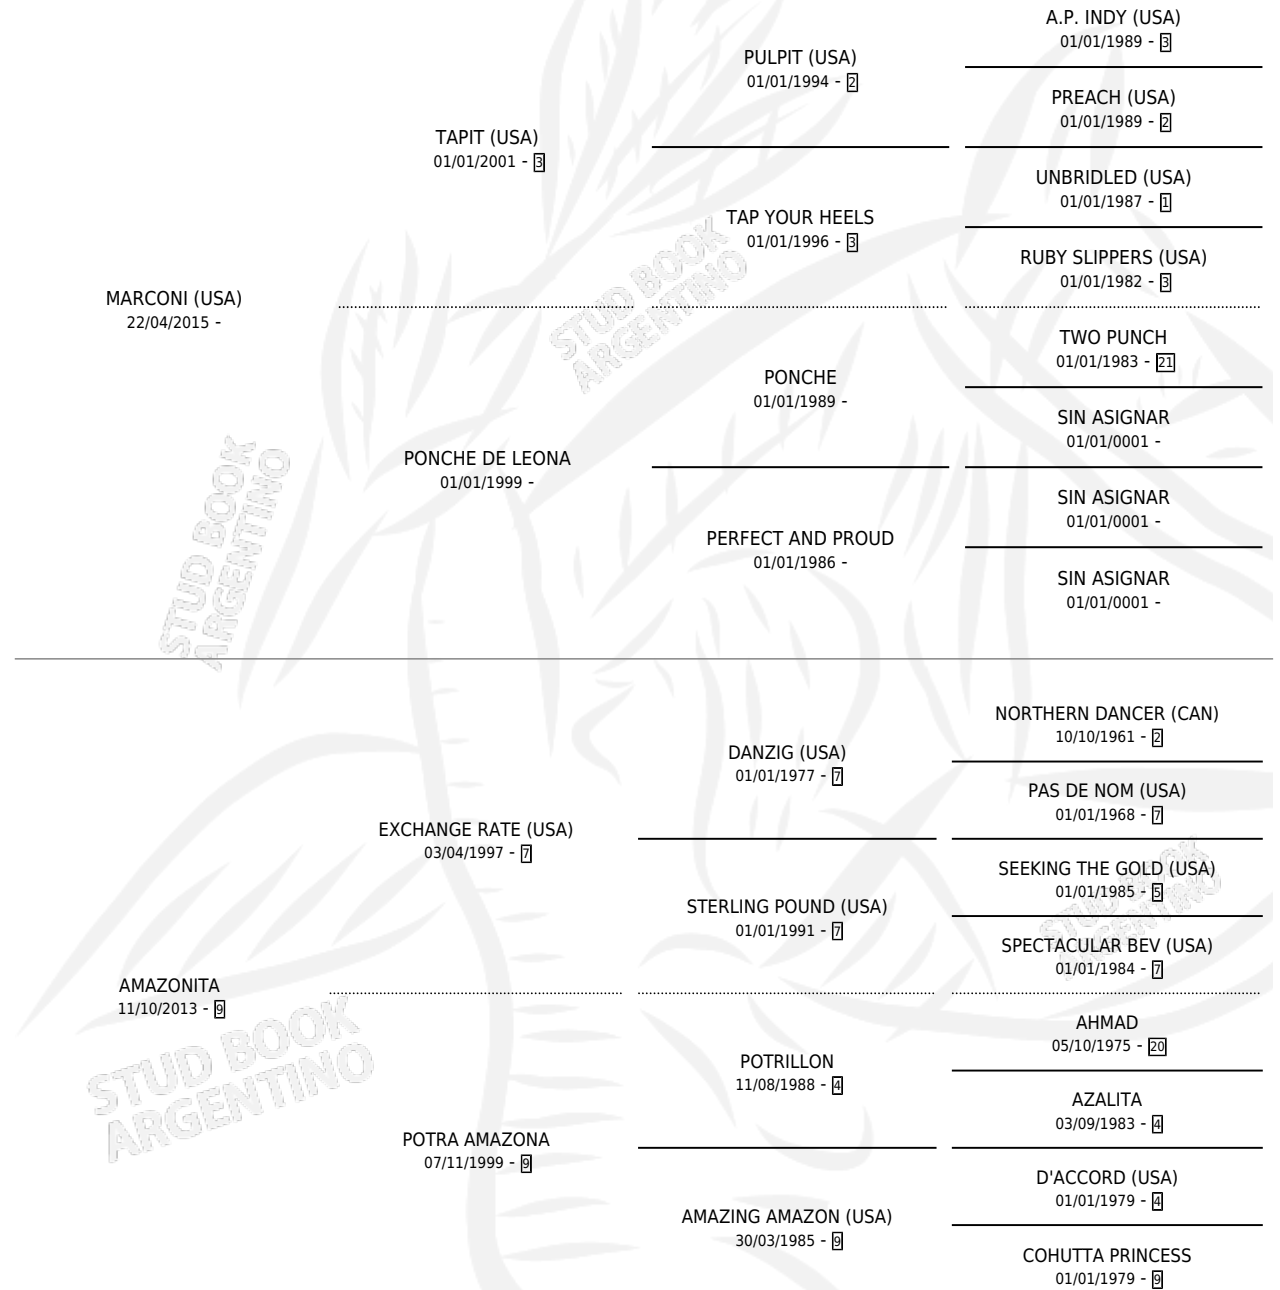 A.P. INDY (USA)
01/01/1989 - 3
PULPIT (USA)
01/01/1994 - 2
PREACH (USA)
01/01/1989 - 2
TAPIT (USA)
01/01/2001 - 3
UNBRIDLED (USA)
01/01/1987 - 1
TAP YOUR HEELS
01/01/1996 - 3
RUBY SLIPPERS (USA)
01/01/1982 - 3
MARCONI (USA)
22/04/2015 -
TWO PUNCH
01/01/1983 - 21
PONCHE
01/01/1989 -
SIN ASIGNAR
01/01/0001 -
PONCHE DE LEONA
01/01/1999 -
SIN ASIGNAR
01/01/0001 -
PERFECT AND PROUD
01/01/1986 -
SIN ASIGNAR
01/01/0001 -
STUD BOOK
ARGENTINO
STUD BOOK
ARGENTINO
NORTHERN DANCER (CAN)
10/10/1961 - 2
DANZIG (USA)
01/01/1977 - 7
PAS DE NOM (USA)
01/01/1968 - 7
EXCHANGE RATE (USA)
03/04/1997 - 7
SEEKING THE GOLD (USA)
01/01/1985 - 5
STERLING POUND (USA)
01/01/1991 - 7
SPECTACULAR BEV (USA)
01/01/1984 - 7
AMAZONITA
11/10/2013 - 9
AHMAD
05/10/1975 - 20
POTRILLON
11/08/1988 - 4
AZALITA
03/09/1983 - 4
POTRA AMAZONA
07/11/1999 - 9
D'ACCORD (USA)
01/01/1979 - 4
AMAZING AMAZON (USA)
30/03/1985 - 9
COHUTTA PRINCESS
01/01/1979 - 9
STUD BOOK
ARGENTINO
STUD BOOK
ARGENTINO